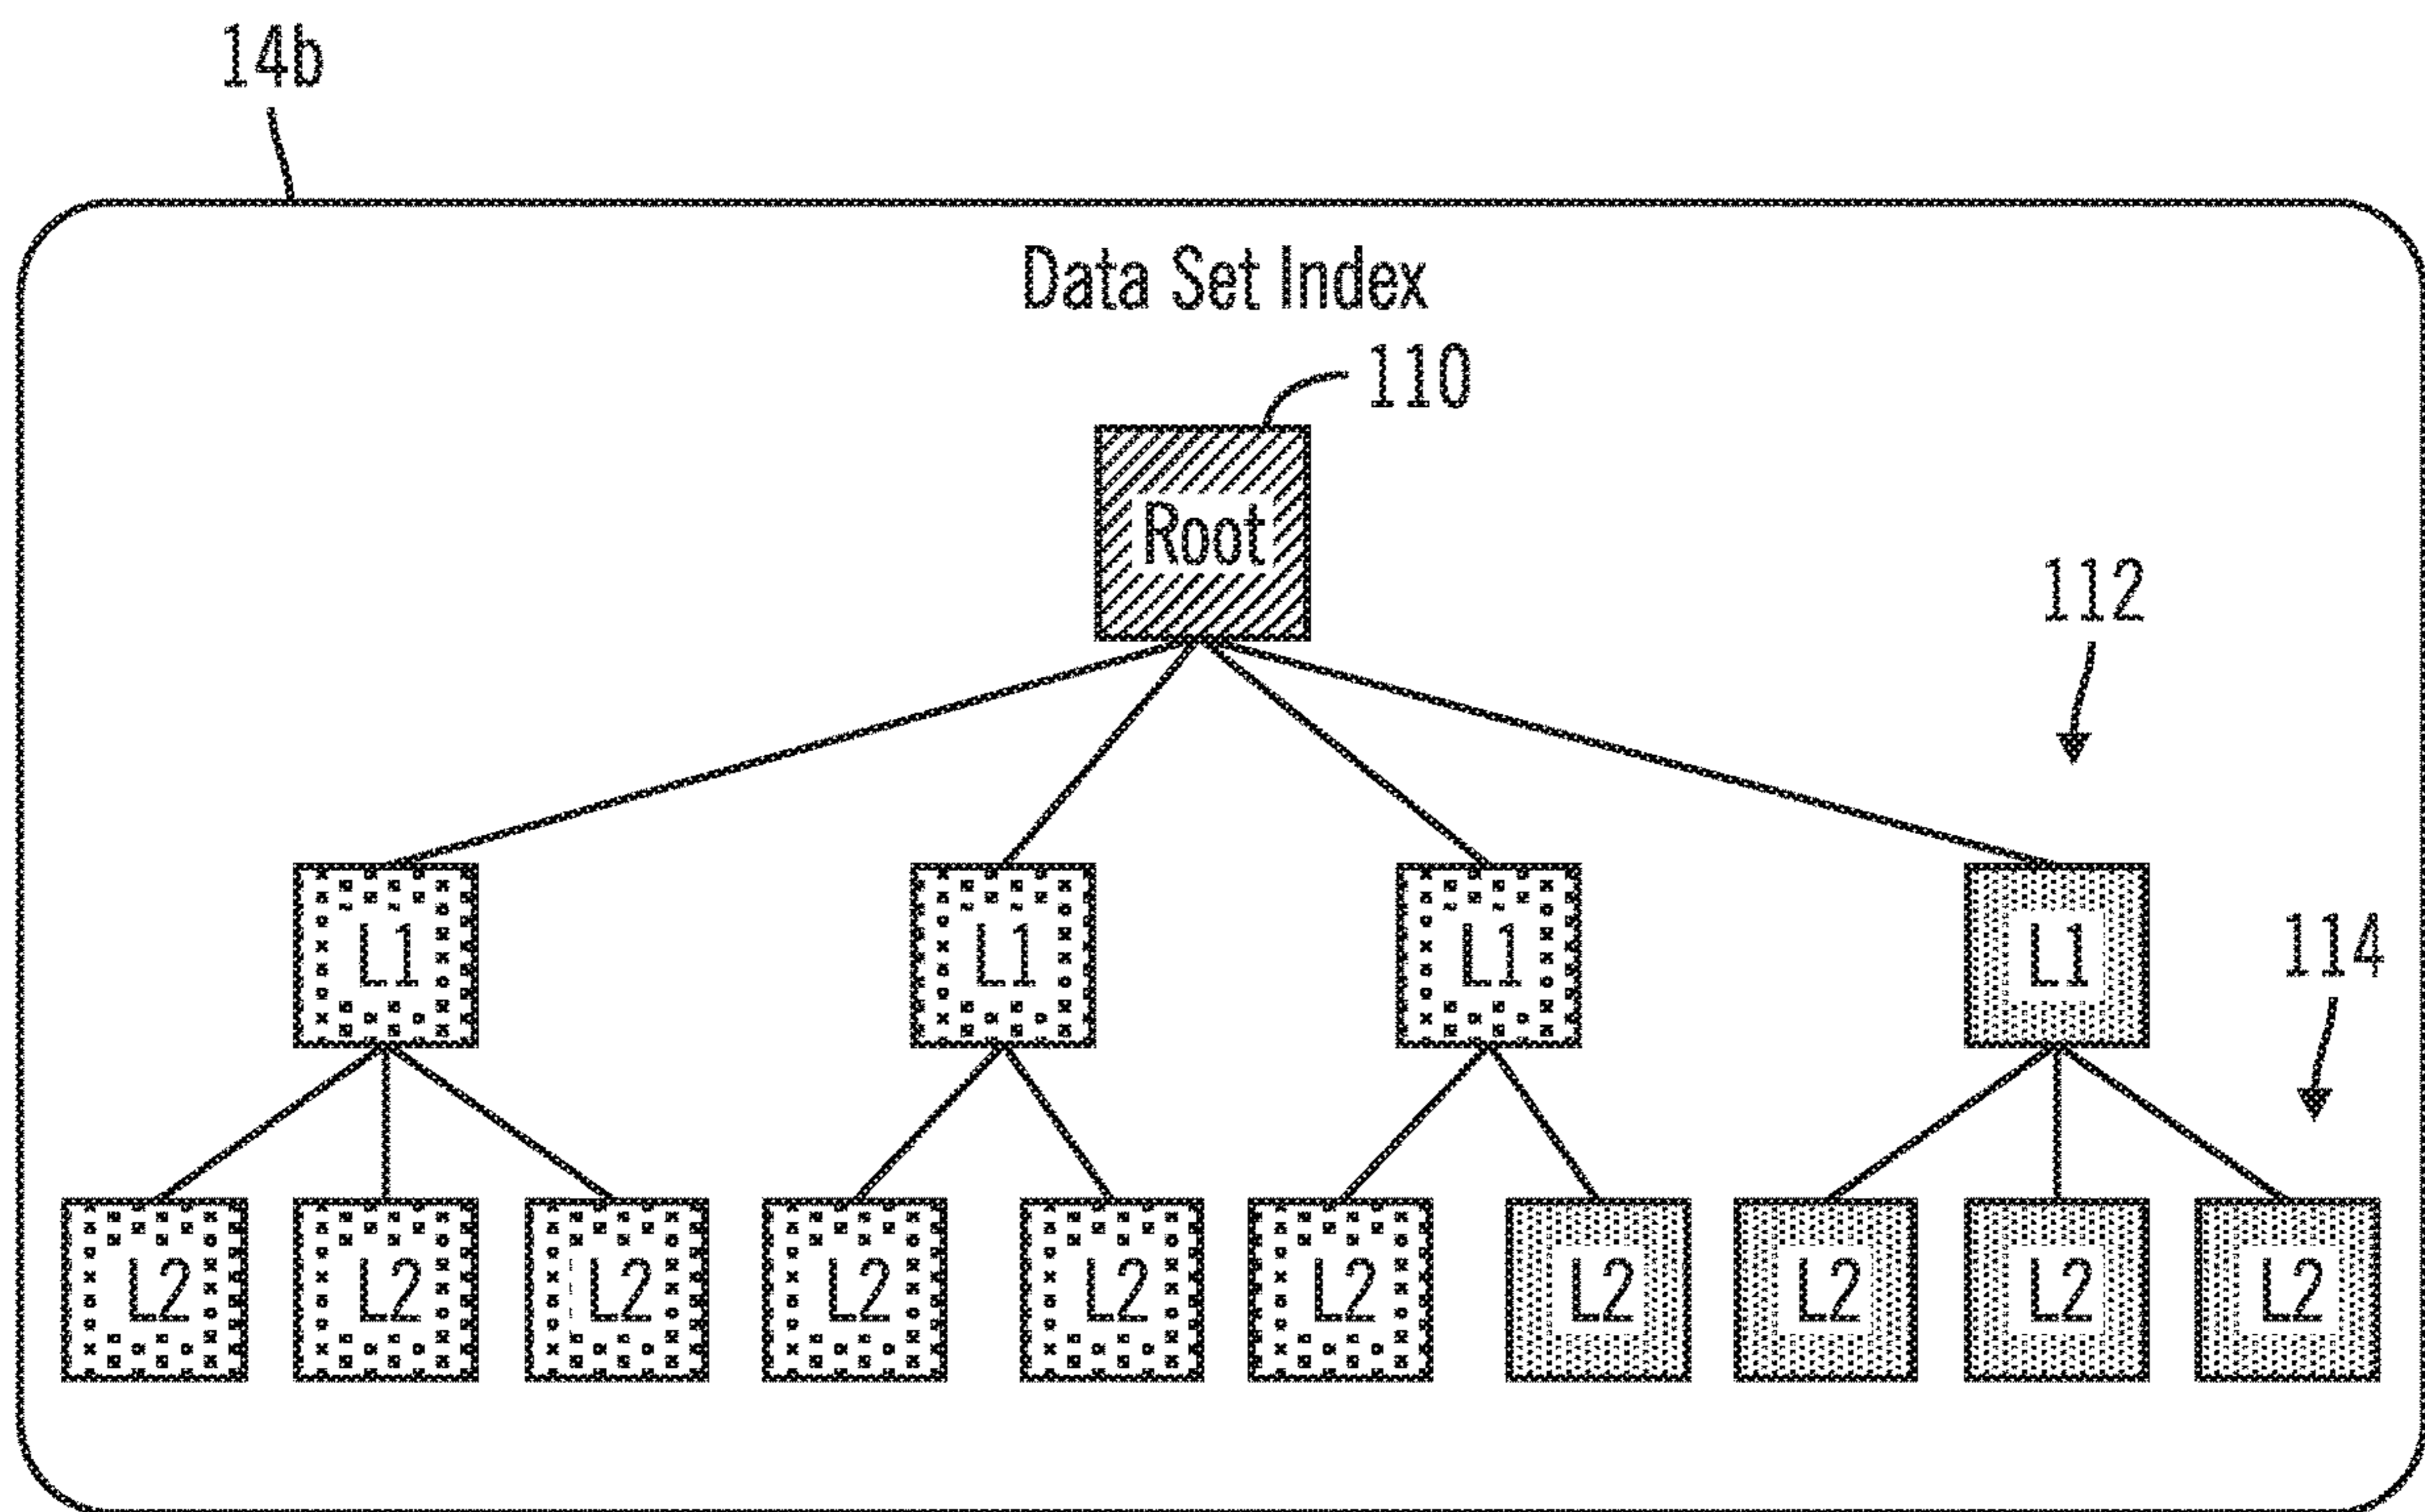 14b
Data Set Index
110
Root
112
L1 L1 L1 L1
114
L2 L2 L2 L2 L2 L2 L2 L2 L2 L2